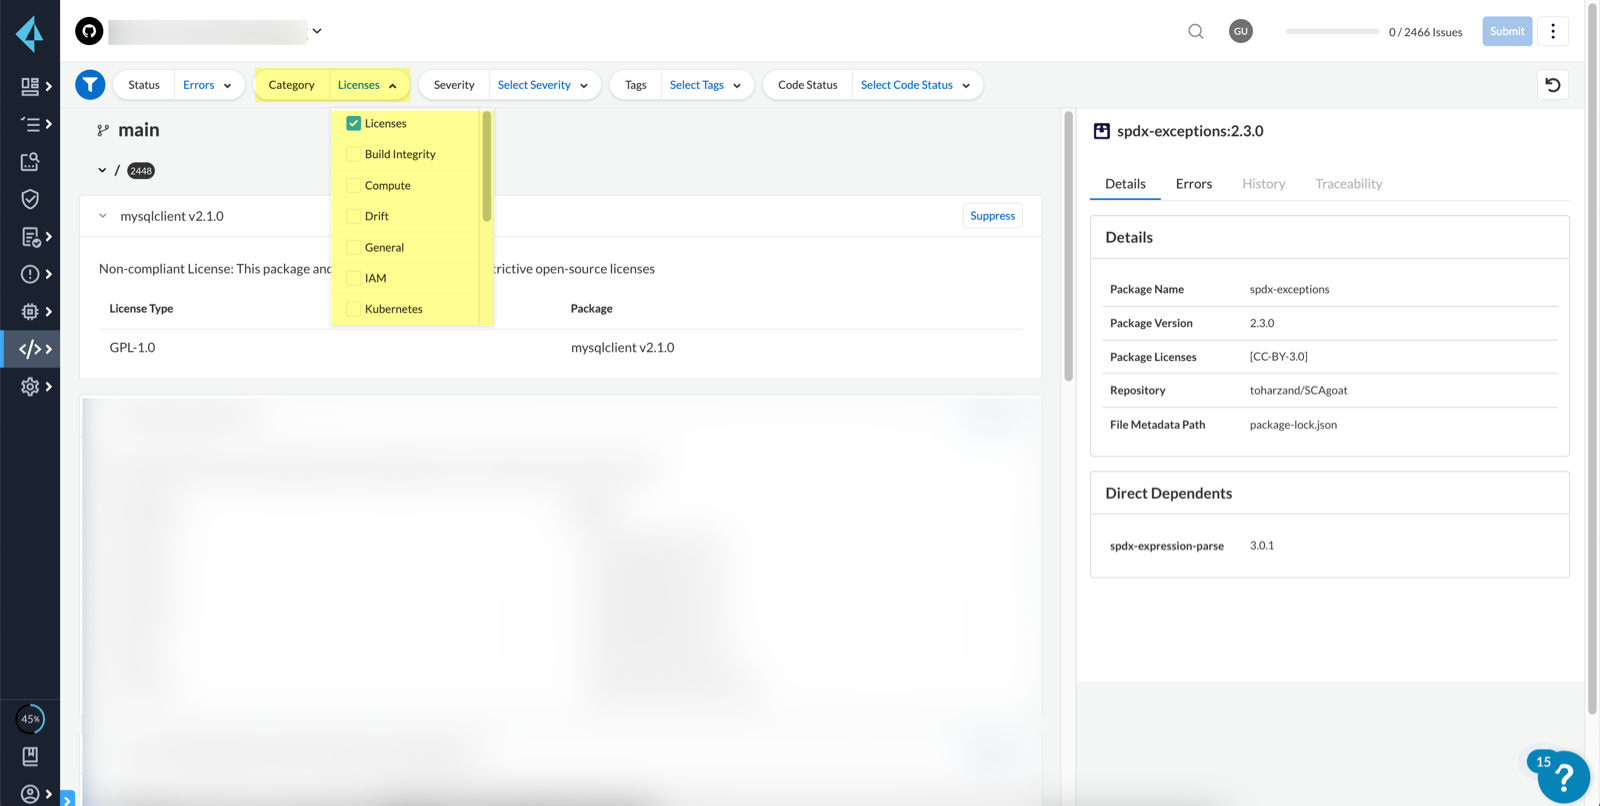 GU
0 / 2466 Issues
Submit
Status Errors
Category Licenses
Severity Select Severity
Tags Select Tags
Code Status Select Code Status
main
/ 2448
Licenses
Build Integrity
Compute
Drift
General
IAM
Kubernetes
mysqlclient v2.1.0
Suppress
Non-compliant License: This package and trictive open-source licenses
License Type Package
GPL-1.0 mysqlclient v2.1.0
spdx-exceptions:2.3.0
Details Errors History Traceability
Details
Package Name spdx-exceptions
Package Version 2.3.0
Package Licenses [CC-BY-3.0]
Repository toharzand/SCAgoat
File Metadata Path package-lock.json
Direct Dependents
spdx-expression-parse 3.0.1
45%
15
?